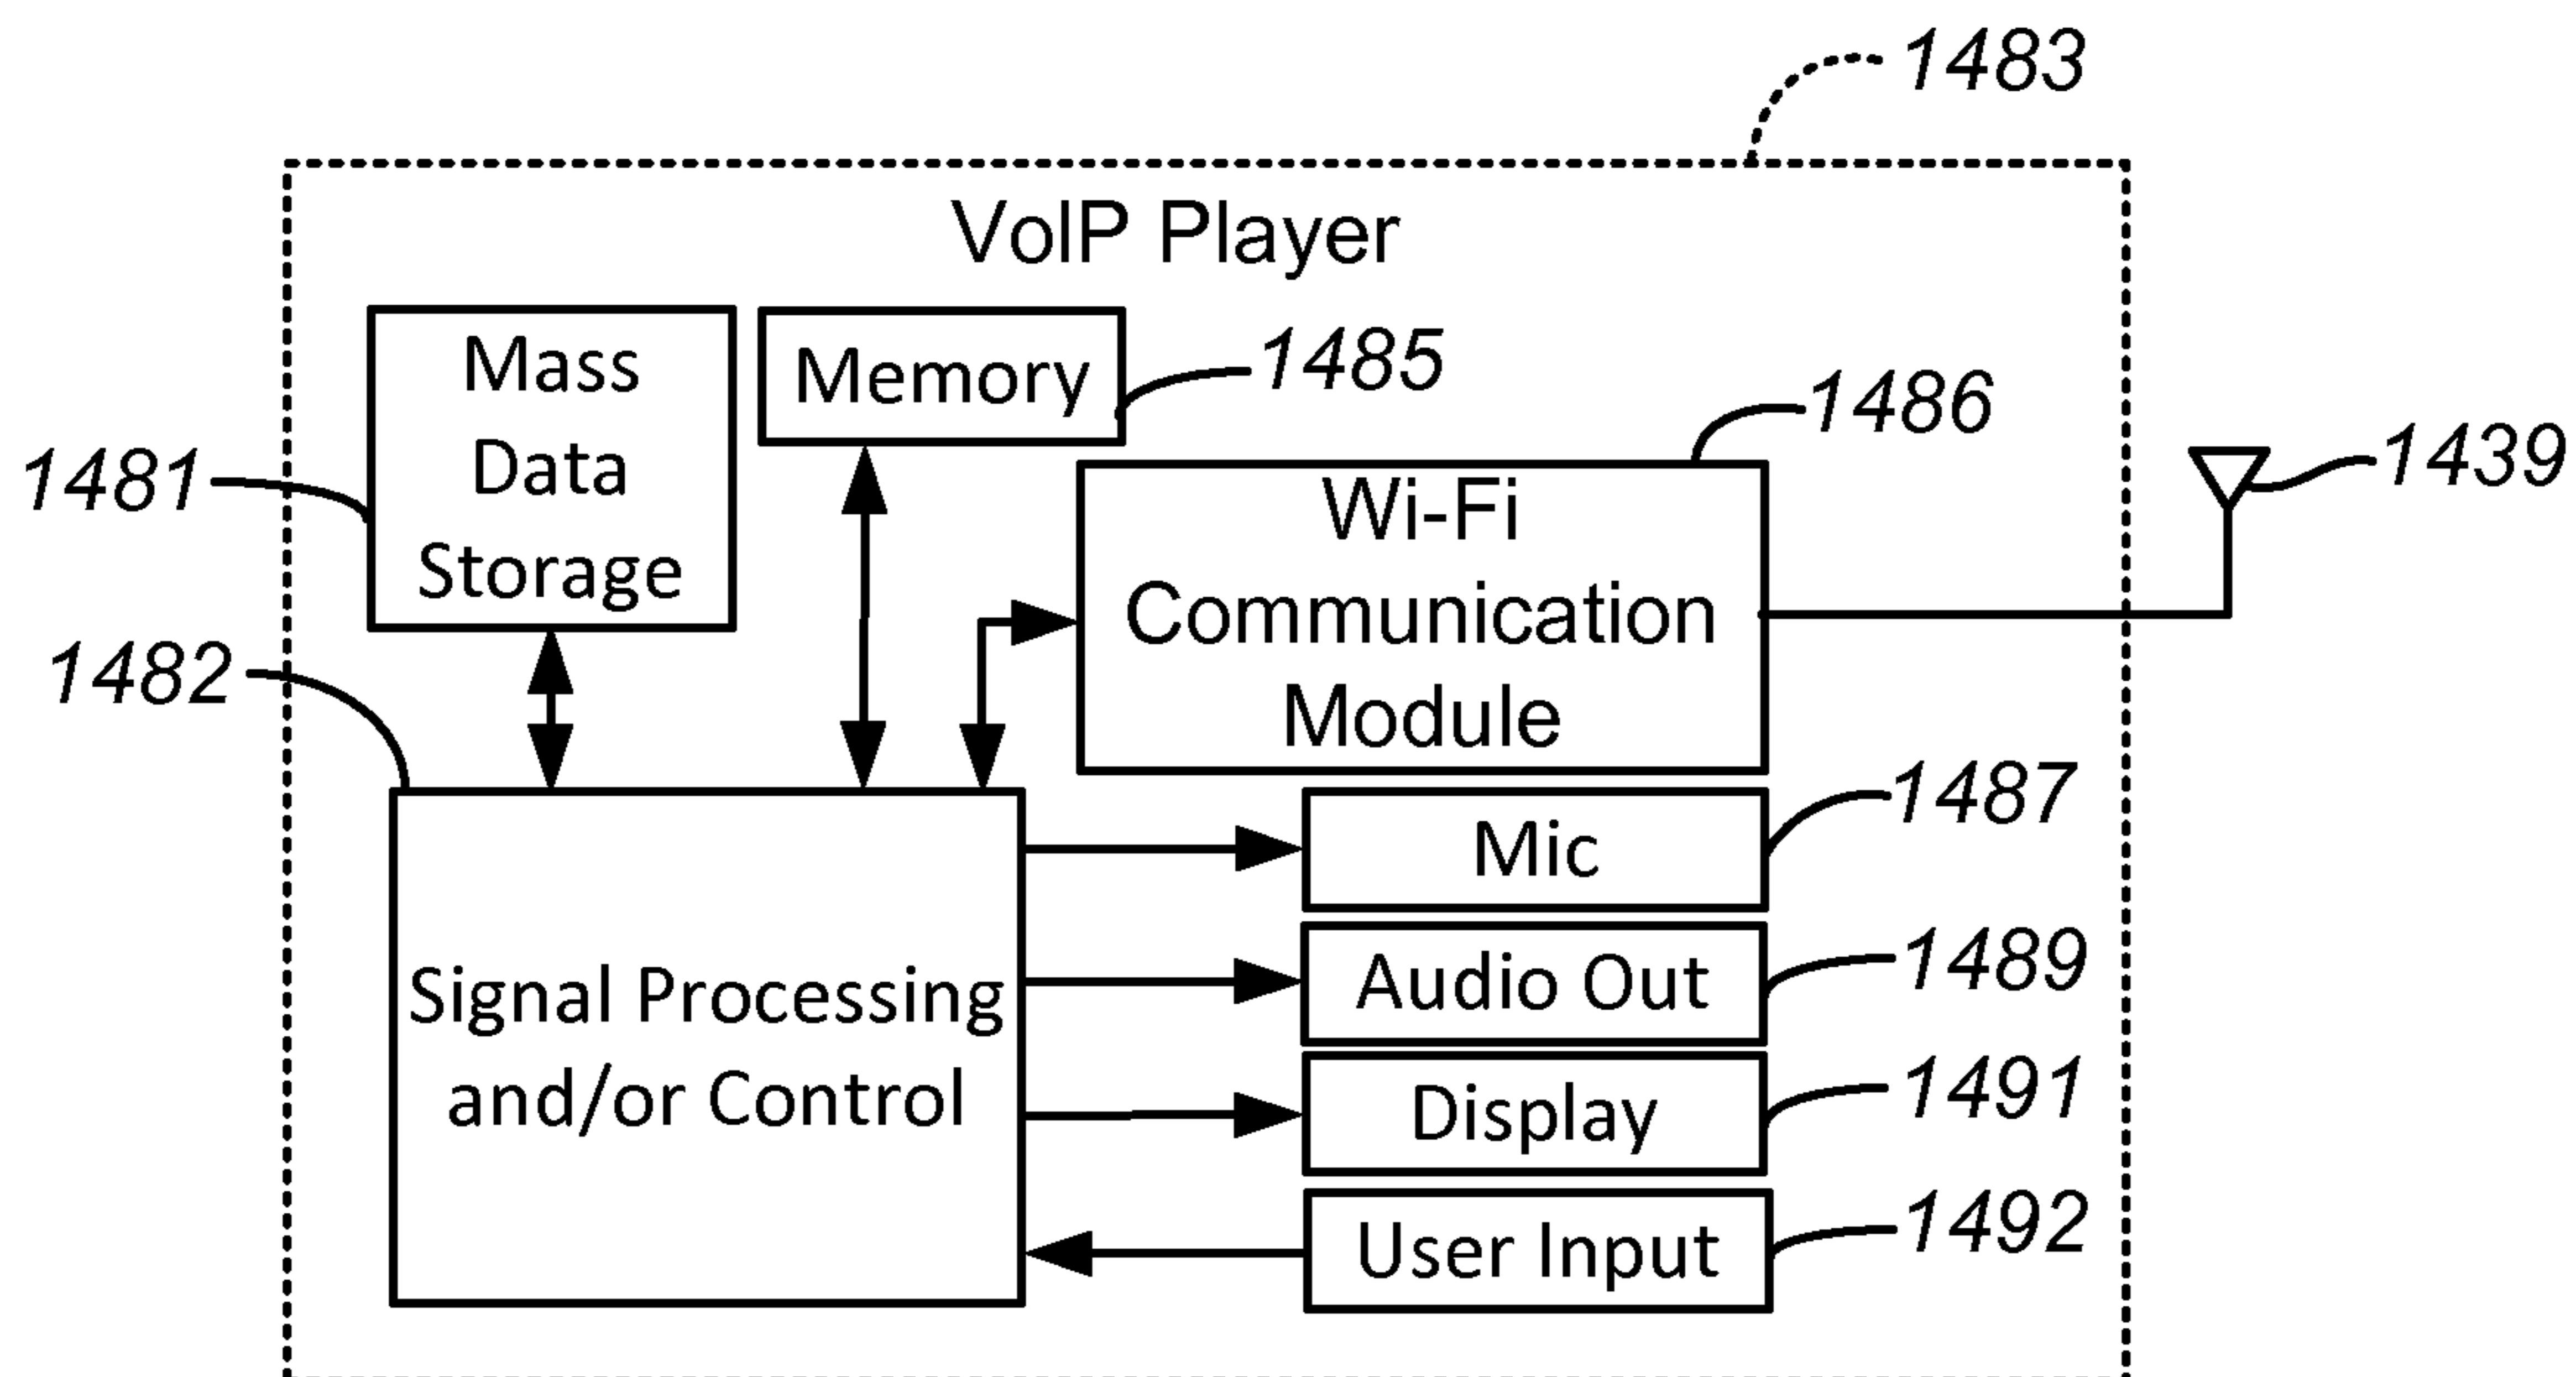 1483
VoIP Player
Mass
Data
Storage
Memory
1485
1481
1486
Wi-Fi
Communication
Module
1439
1482
1487
Mic
Signal Processing
and/or Control
Audio Out
1489
Display
1491
User Input
1492